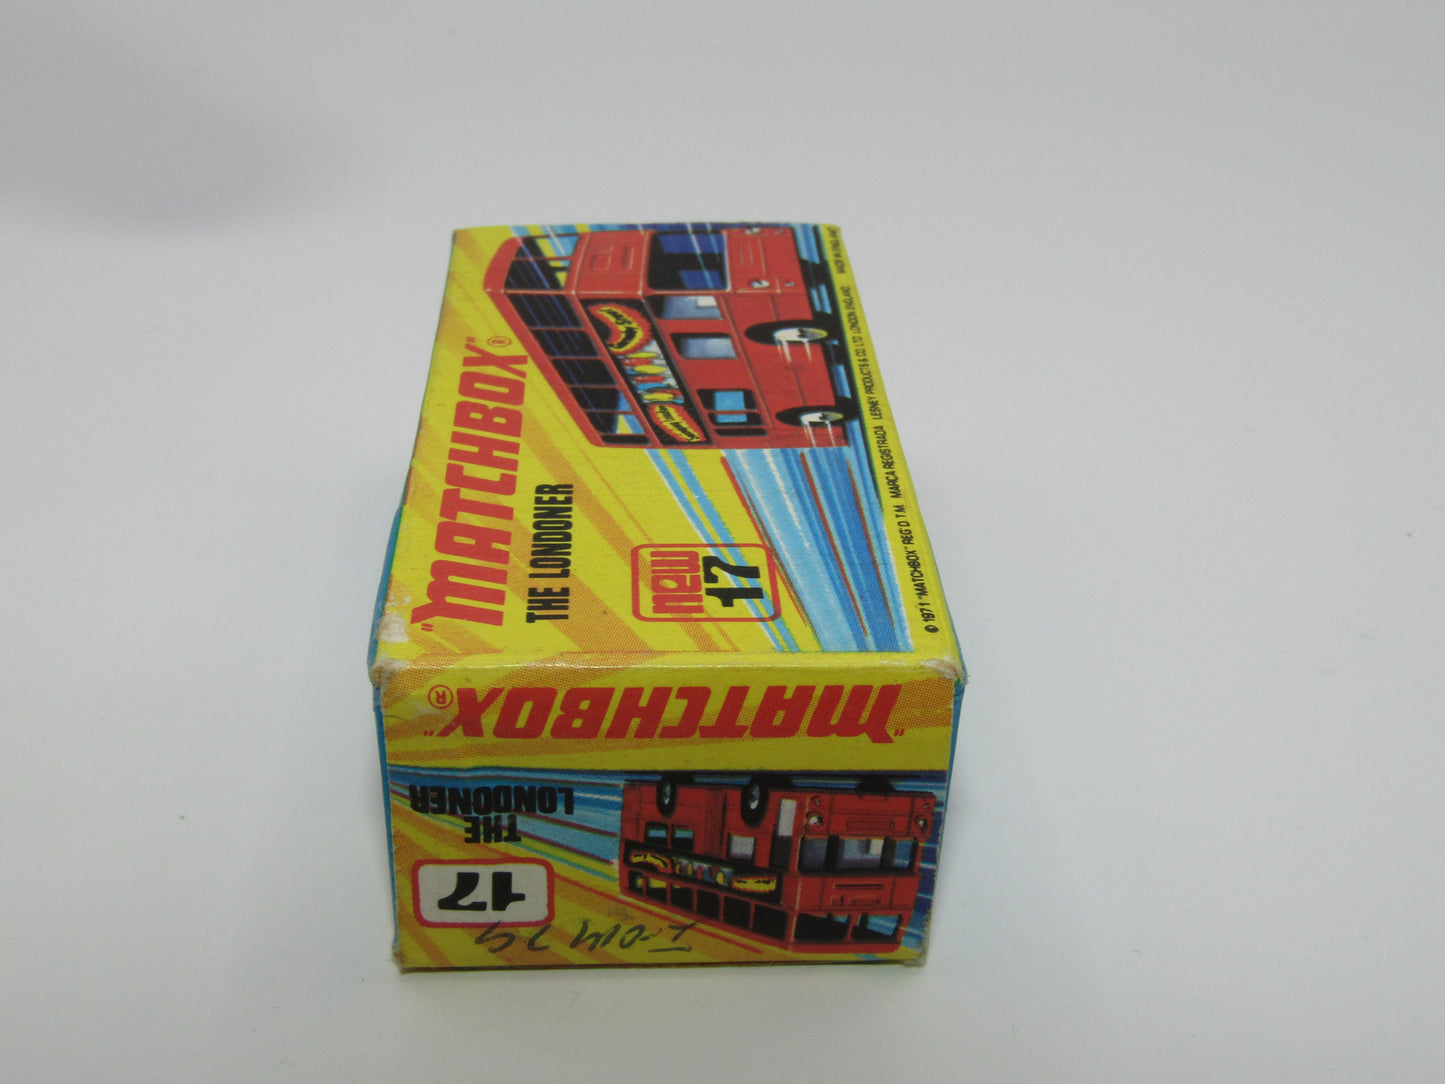 "MATCHBOX"®
THE LONDONER
new
17
© 1971 "MATCHBOX" REG'D T.M. MARCA REGISTRADA LESNEY PRODUCTS & CO. LTD. LONDON, ENGLAND MADE IN ENGLAND
"MATCHBOX"®
THE
LONDONER
17